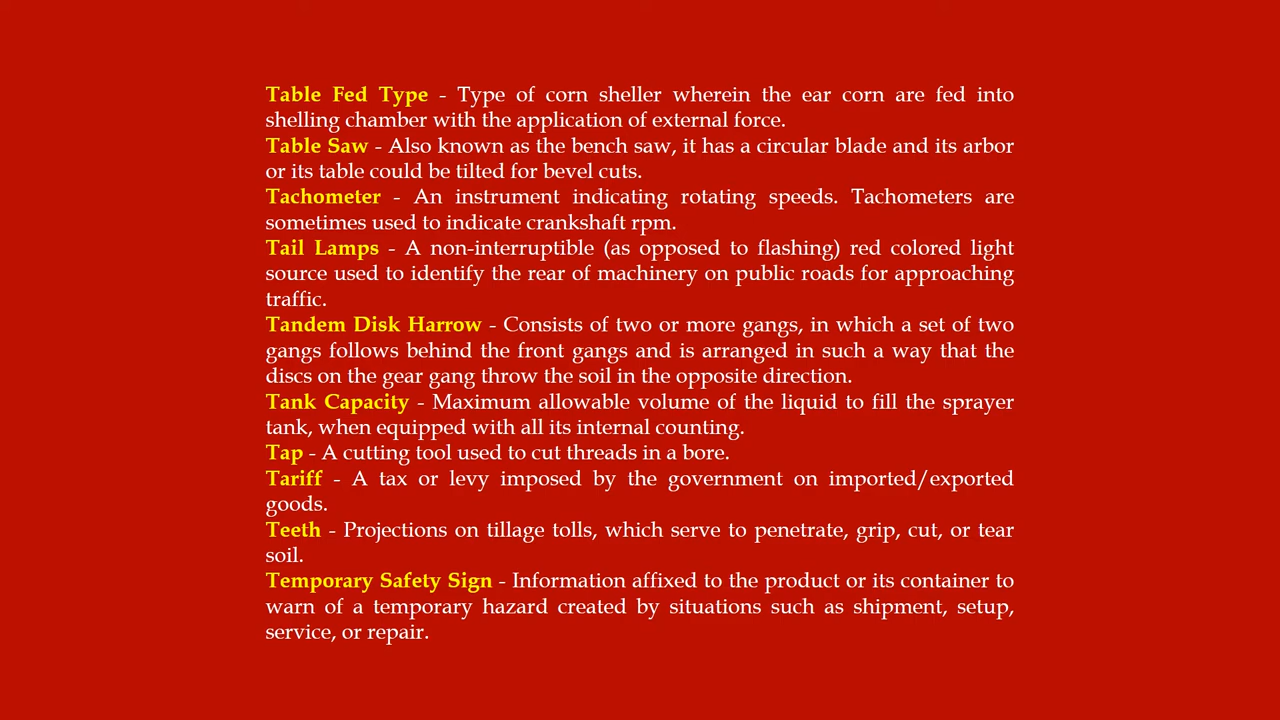 Table Fed Type - Type of corn sheller wherein the ear corn are fed into
shelling chamber with the application of external force.
Table Saw - Also known as the bench saw, it has a circular blade and its arbor
or its table could be tilted for bevel cuts.
Tachometer - An instrument indicating rotating speeds. Tachometers are
sometimes used to indicate crankshaft rpm.
Tail Lamps - A non-interruptible (as opposed to flashing) red colored light
source used to identify the rear of machinery on public roads for approaching
traffic.
Tandem Disk Harrow - Consists of two or more gangs, in which a set of two
gangs follows behind the front gangs and is arranged in such a way that the
discs on the gear gang throw the soil in the opposite direction.
Tank Capacity - Maximum allowable volume of the liquid to fill the sprayer
tank, when equipped with all its internal counting.
Tap - A cutting tool used to cut threads in a bore.
Tariff - A tax or levy imposed by the government on imported/exported
goods.
Teeth - Projections on tillage tolls, which serve to penetrate, grip, cut, or tear
soil.
Temporary Safety Sign - Information affixed to the product or its container to
warn of a temporary hazard created by situations such as shipment, setup,
service, or repair.